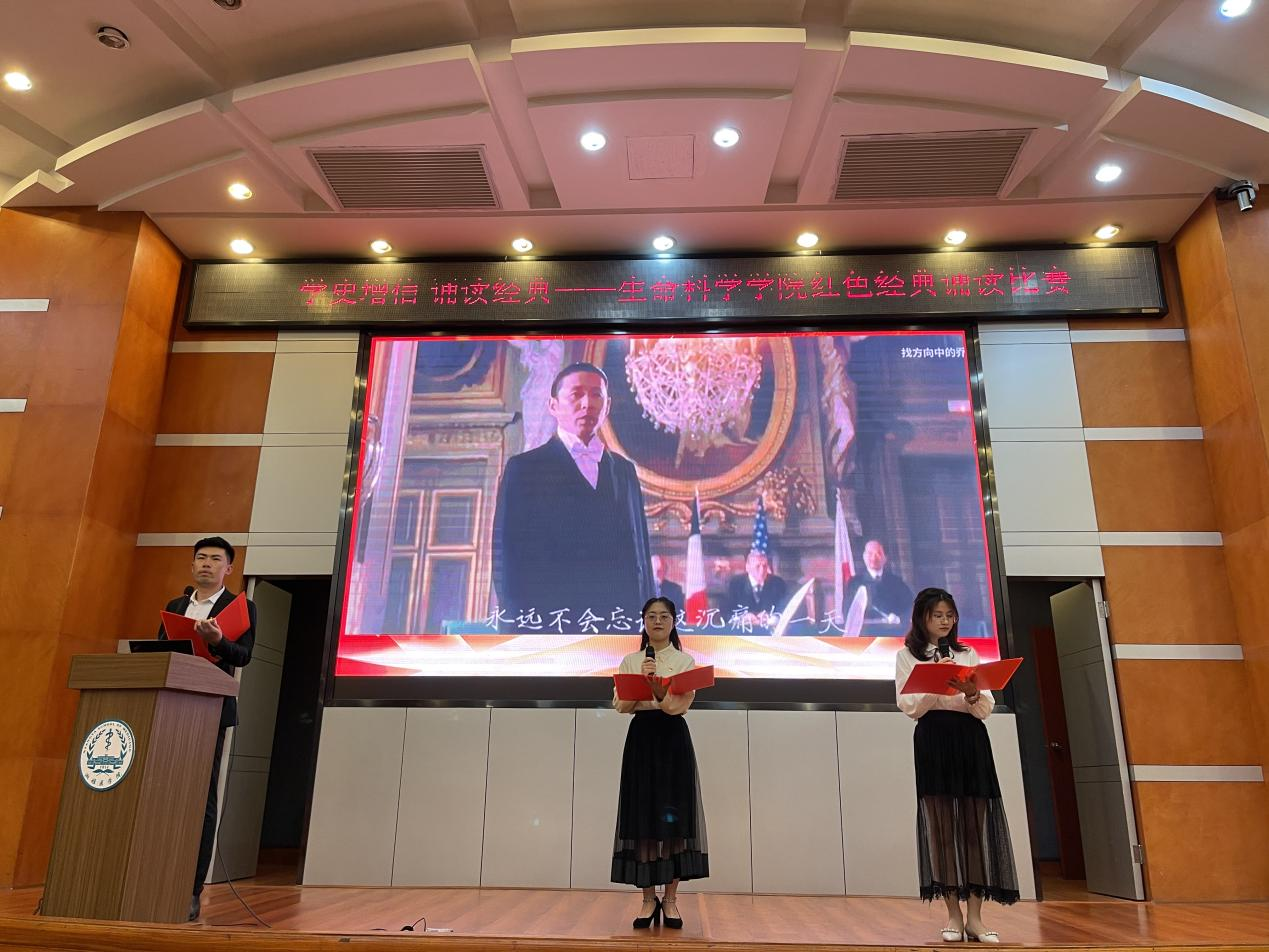 学史增信 诵读经典——生命科学学院红色经典诵读比赛
找方向中的乔
永远不会忘记这沉痛的一天